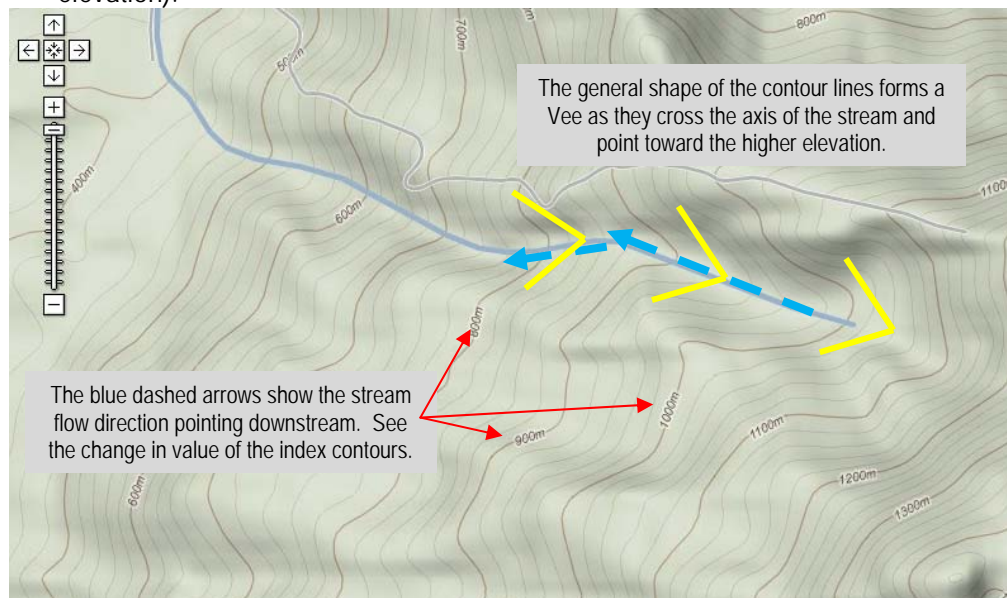 elevation).
700m
800m
500m
The general shape of the contour lines forms a
Vee as they cross the axis of the stream and
point toward the higher elevation.
400m
1100m
600m
800m
The blue dashed arrows show the stream
flow direction pointing downstream. See
the change in value of the index contours.
1000m
900m
1100m
600m
1200m
1300m